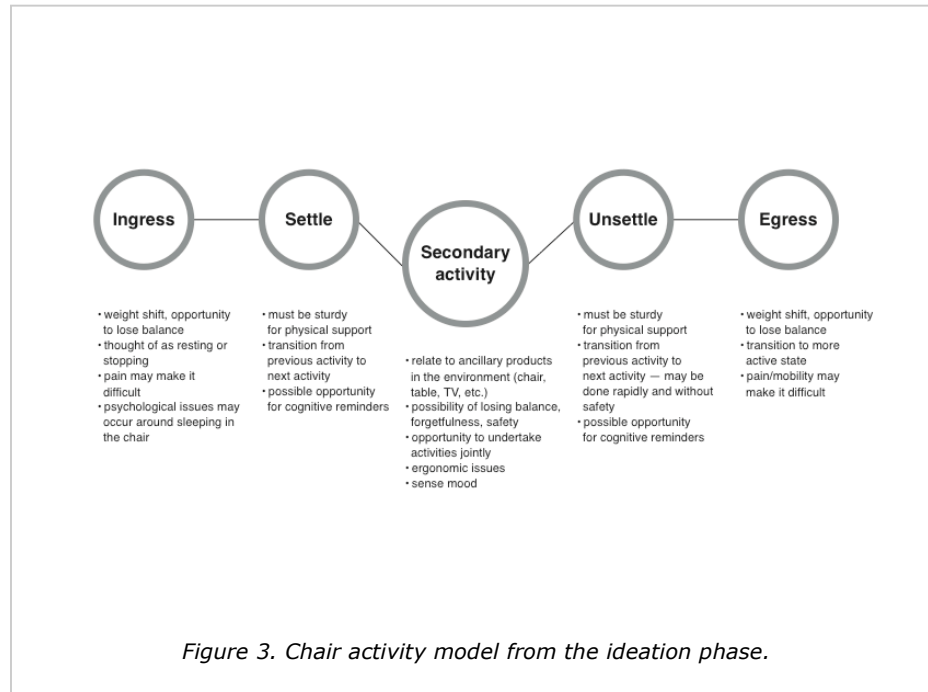 Ingress
Settle
Secondary
activity
Unsettle
Egress
• weight shift, opportunity
to lose balance
• thought of as resting or
stopping
• pain may make it
difficult
• psychological issues may
occur around sleeping in
the chair
• must be sturdy
for physical support
• transition from
previous activity to
next activity
• possible opportunity
for cognitive reminders
• relate to ancillary products
in the environment (chair,
table, TV, etc.)
• possibility of losing balance,
forgetfulness, safety
• opportunity to undertake
activities jointly
• ergonomic issues
• sense mood
• must be sturdy
for physical support
• transition from
previous activity to
next activity — may be
done rapidly and without
safety
• possible opportunity
for cognitive reminders
• weight shift, opportunity
to lose balance
• transition to more
active state
• pain/mobility may
make it difficult
Figure 3. Chair activity model from the ideation phase.